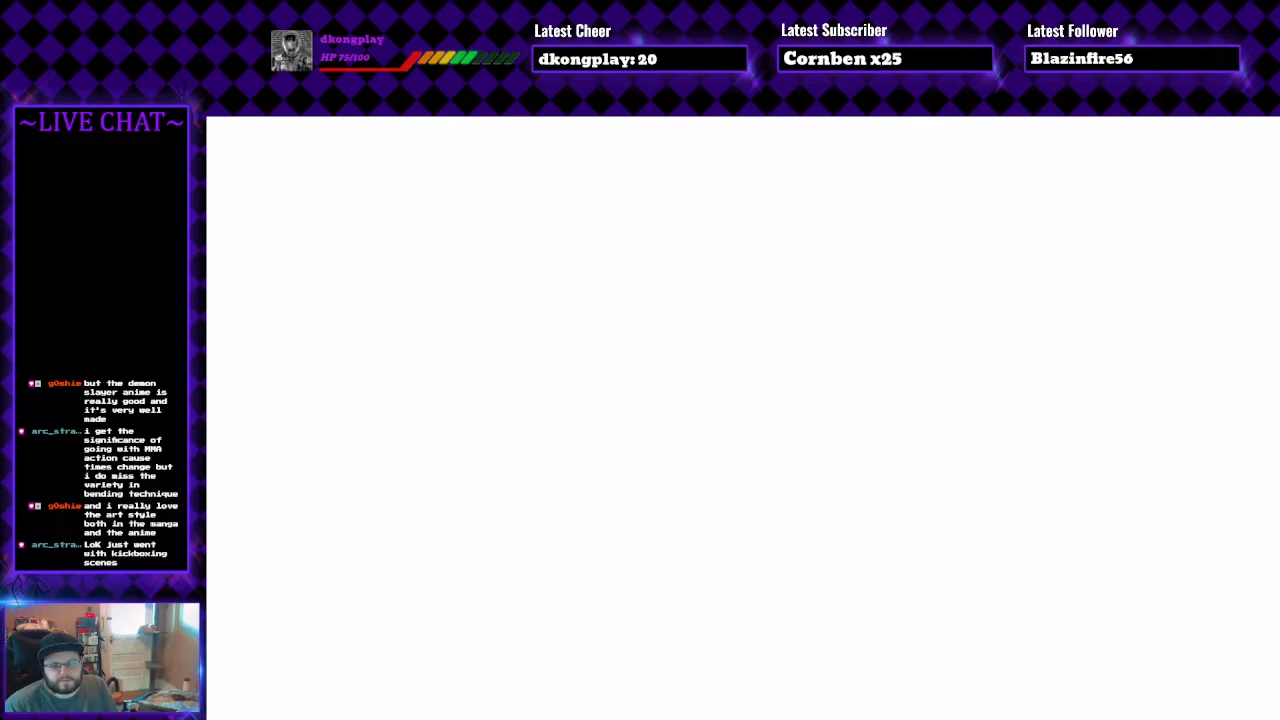 dkongplay
HP 75/100
Latest Cheer
dkongplay: 20
Latest Subscriber
Cornben x25
Latest Follower
Blazinfire56
~LIVE CHAT~
g0shie but the demon
slayer anime is
really good and
it's very well
made
arc_stra… i get the
significance of
going with MMA
action cause
times change but
i do miss the
variety in
bending technique
g0shie and i really love
the art style
both in the manga
and the anime
arc_stra… LoK just went
with kickboxing
scenes